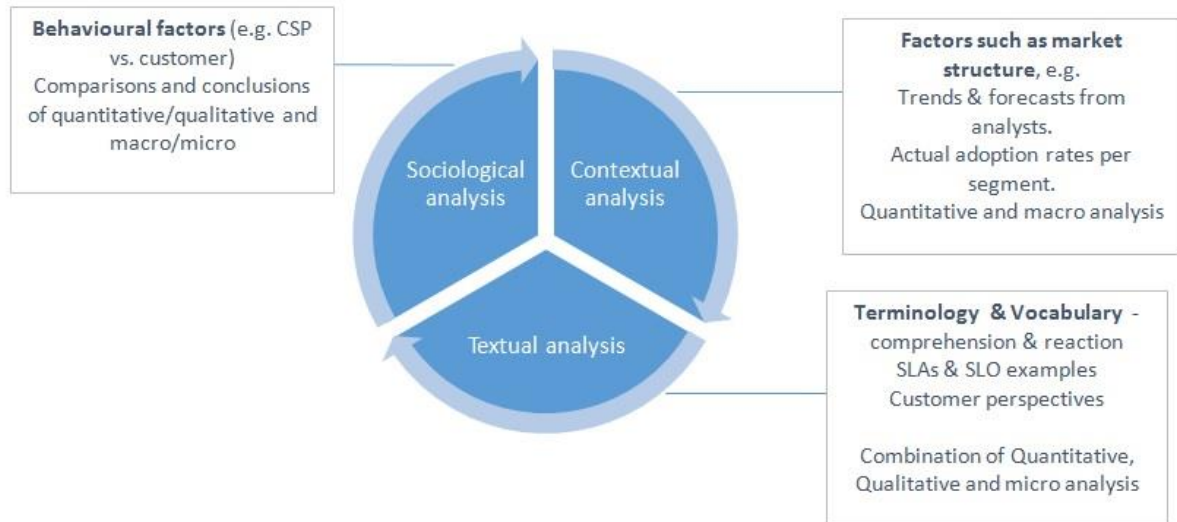 Behavioural factors (e.g. CSP
vs. customer)
Comparisons and conclusions
of quantitative/qualitative and
macro/micro
Sociological
analysis
Contextual
analysis
Textual analysis
Factors such as market
structure, e.g.
Trends & forecasts from
analysts.
Actual adoption rates per
segment.
Quantitative and macro analysis
Terminology & Vocabulary -
comprehension & reaction
SLAs & SLO examples
Customer perspectives
Combination of Quantitative,
Qualitative and micro analysis